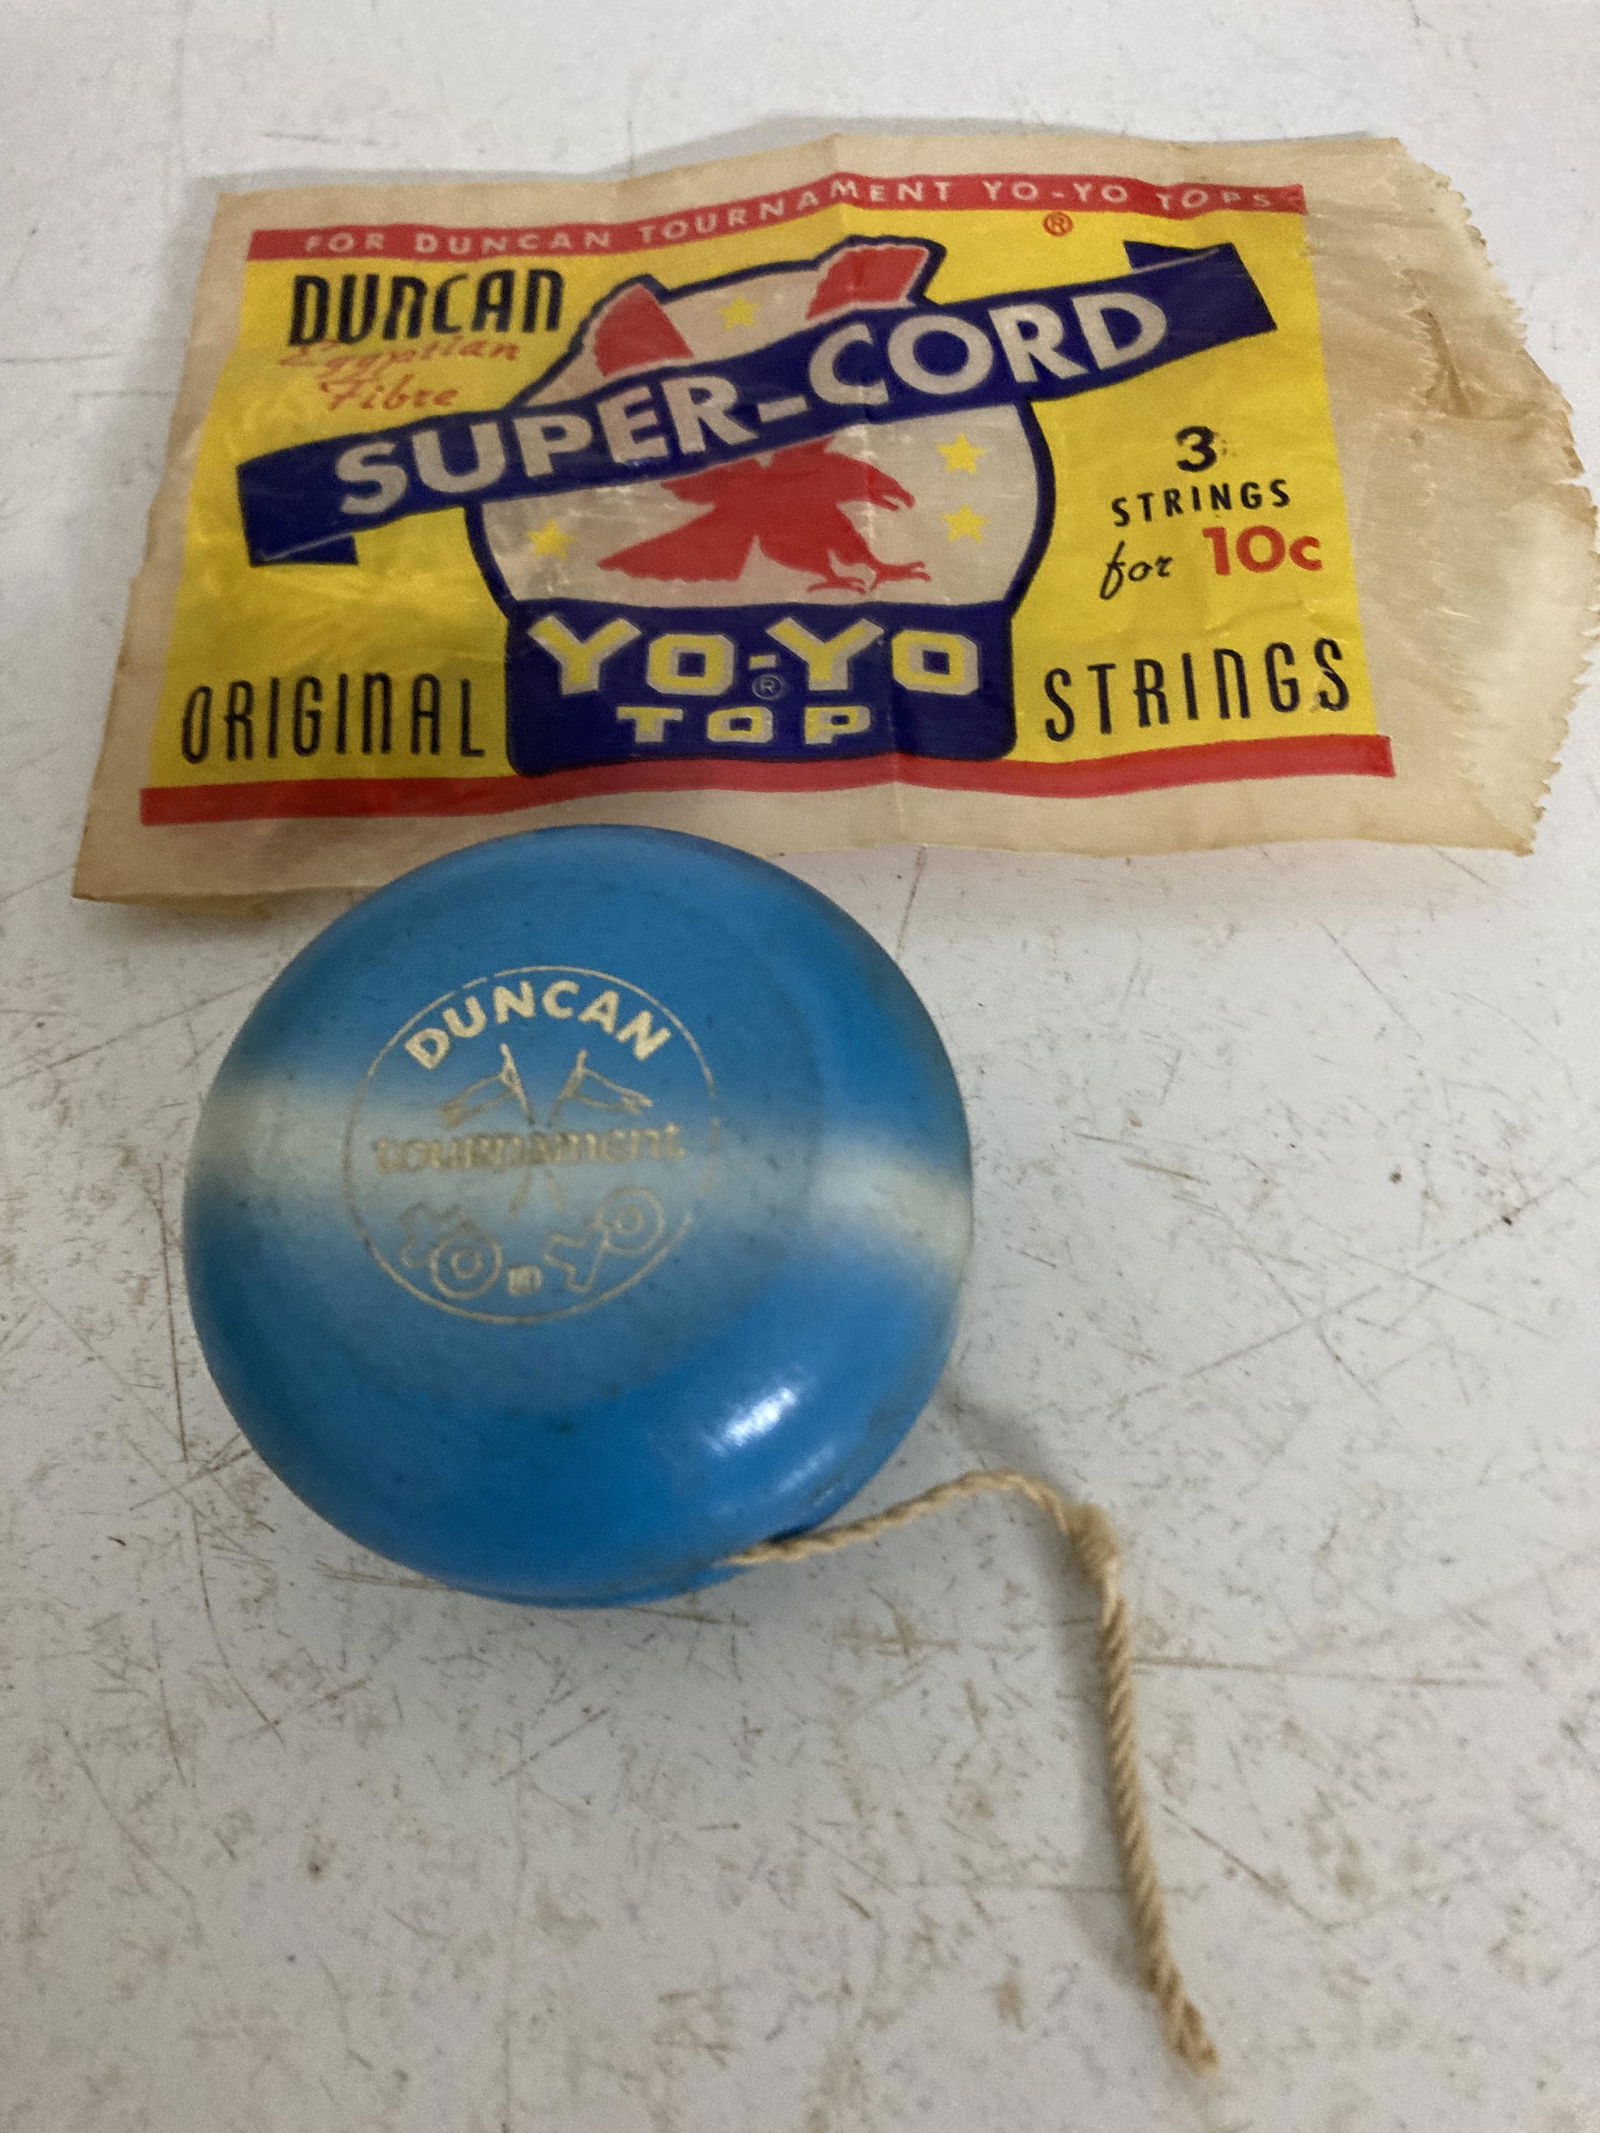 FOR DUNCAN TOURNAMENT YO-YO TOPS
®
DUNCAN
Egyptian
Fibre
SUPER-CORD
3
STRINGS
for 10c
ORIGINAL
YO-YO
®
TOP
STRINGS
DUNCAN
TOURNAMENT
YO YO